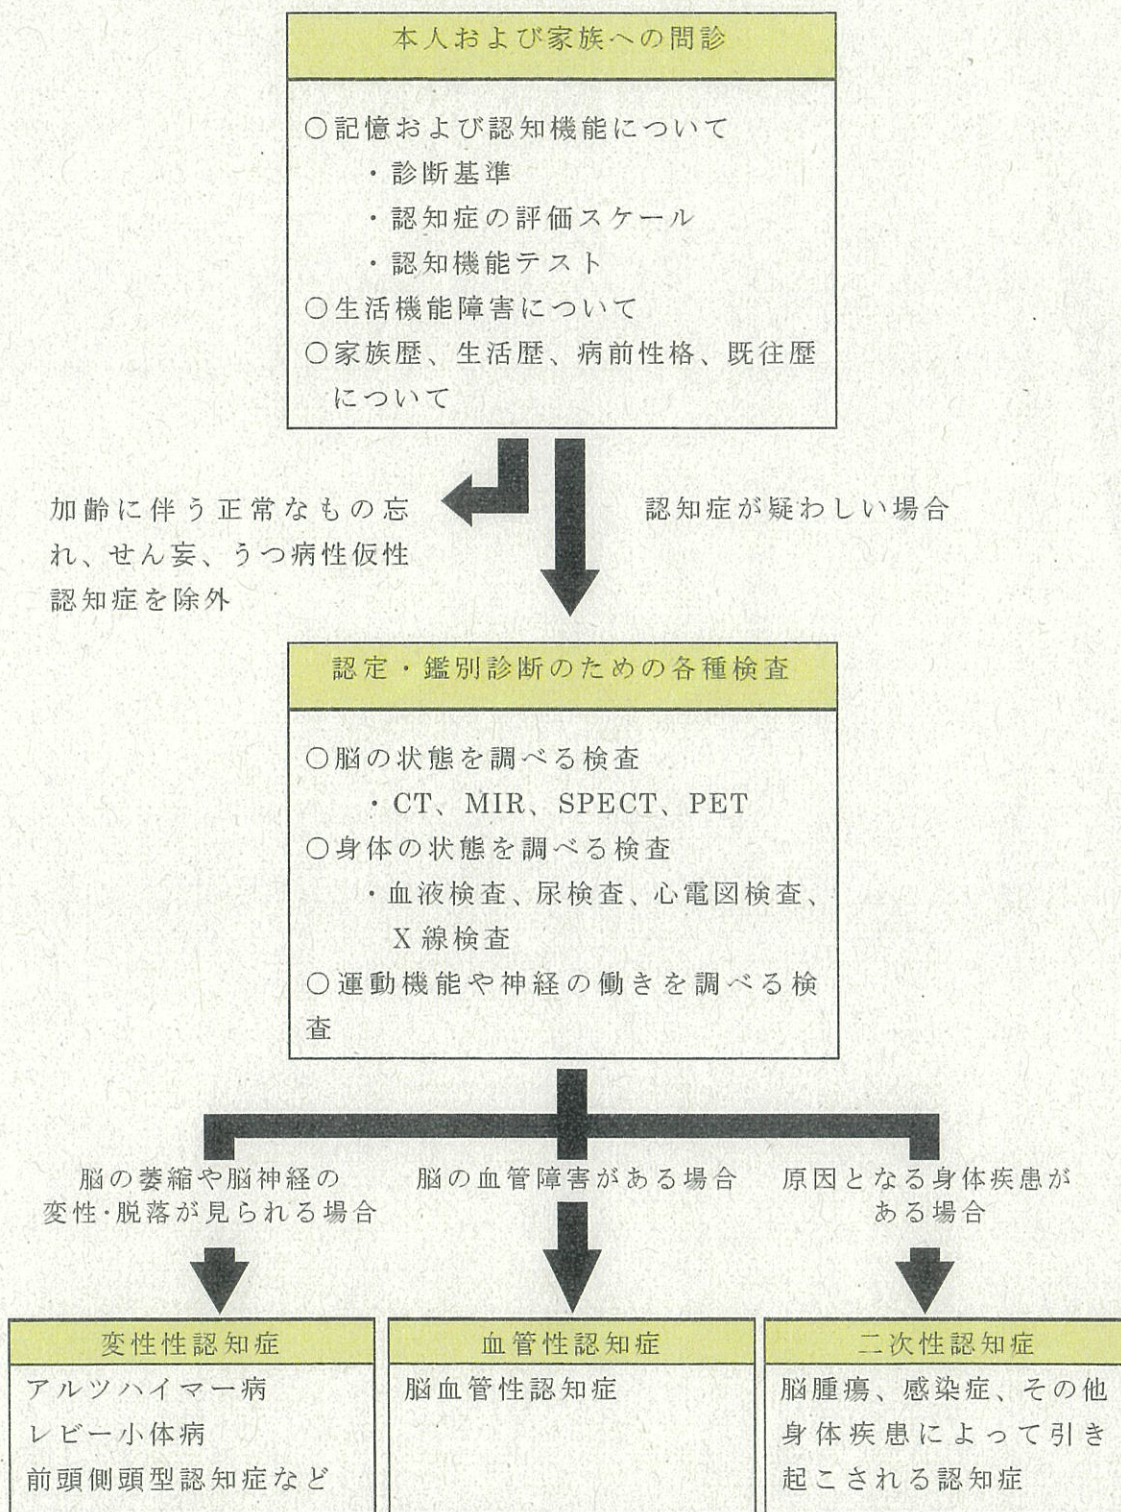 本人および家族への問診
○記憶および認知機能について
・診断基準
・認知症の評価スケール
・認知機能テスト
○生活機能障害について
○家族歴、生活歴、病前性格、既往歴
について
加齢に伴う正常なもの忘
れ、せん妄、うつ病性仮性
認知症を除外
認知症が疑わしい場合
認定・鑑別診断のための各種検査
○脳の状態を調べる検査
・CT、MIR、SPECT、PET
○身体の状態を調べる検査
・血液検査、尿検査、心電図検査、
X線検査
○運動機能や神経の働きを調べる検
査
脳の萎縮や脳神経の
変性・脱落が見られる場合
脳の血管障害がある場合
原因となる身体疾患が
ある場合
変性性認知症
アルツハイマー病
レビー小体病
前頭側頭型認知症など
血管性認知症
脳血管性認知症
二次性認知症
脳腫瘍、感染症、その他
身体疾患によって引き
起こされる認知症